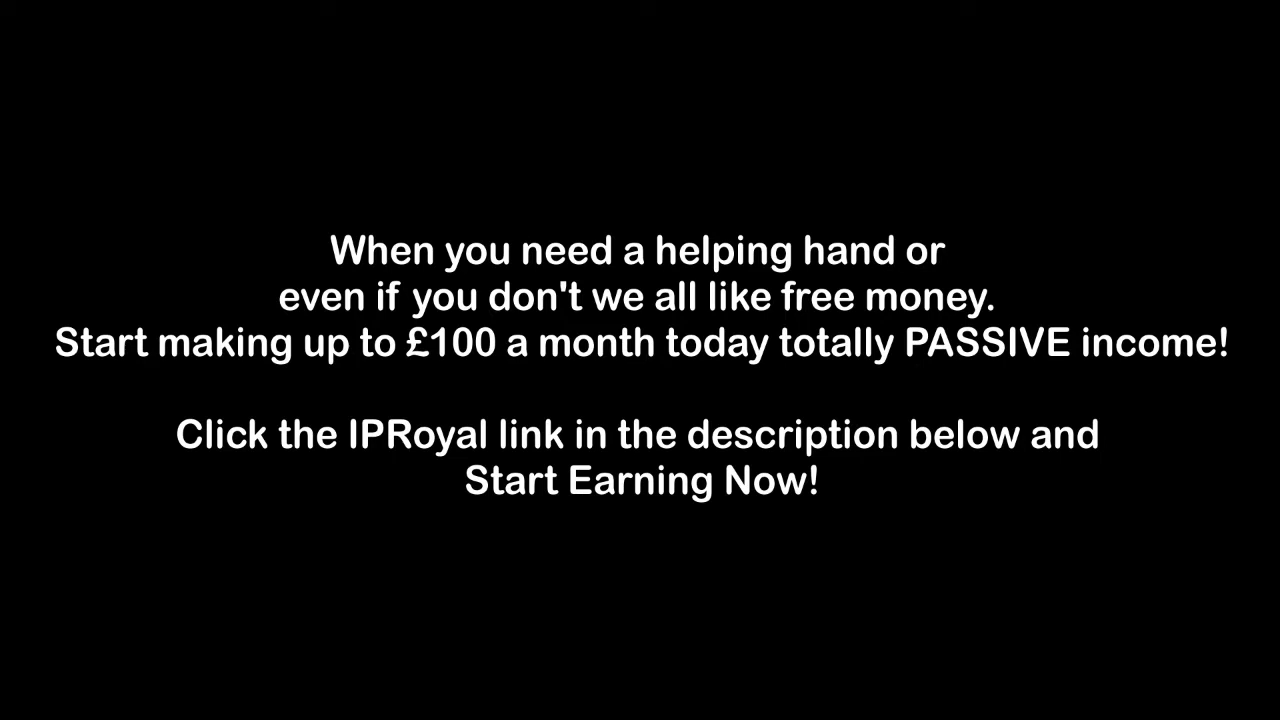 When you need a helping hand or
even if you don't we all like free money.
Start making up to £100 a month today totally PASSIVE income!
Click the IPRoyal link in the description below and
Start Earning Now!